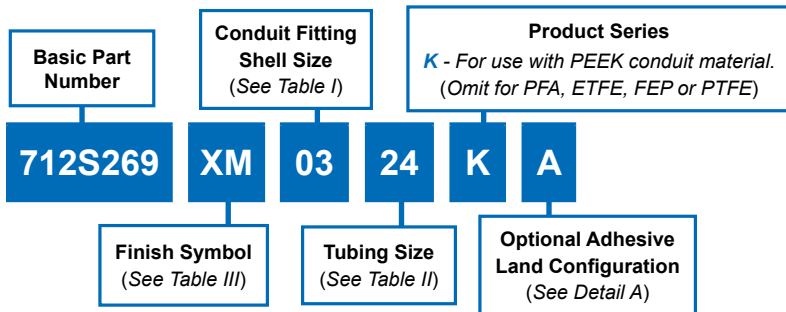 Basic Part
Number
Conduit Fitting
Shell Size
(See Table I)
Product Series
K - For use with PEEK conduit material.
(Omit for PFA, ETFE, FEP or PTFE)
712S269 XM 03 24 K A
Finish Symbol
(See Table III)
Tubing Size
(See Table II)
Optional Adhesive
Land Configuration
(See Detail A)